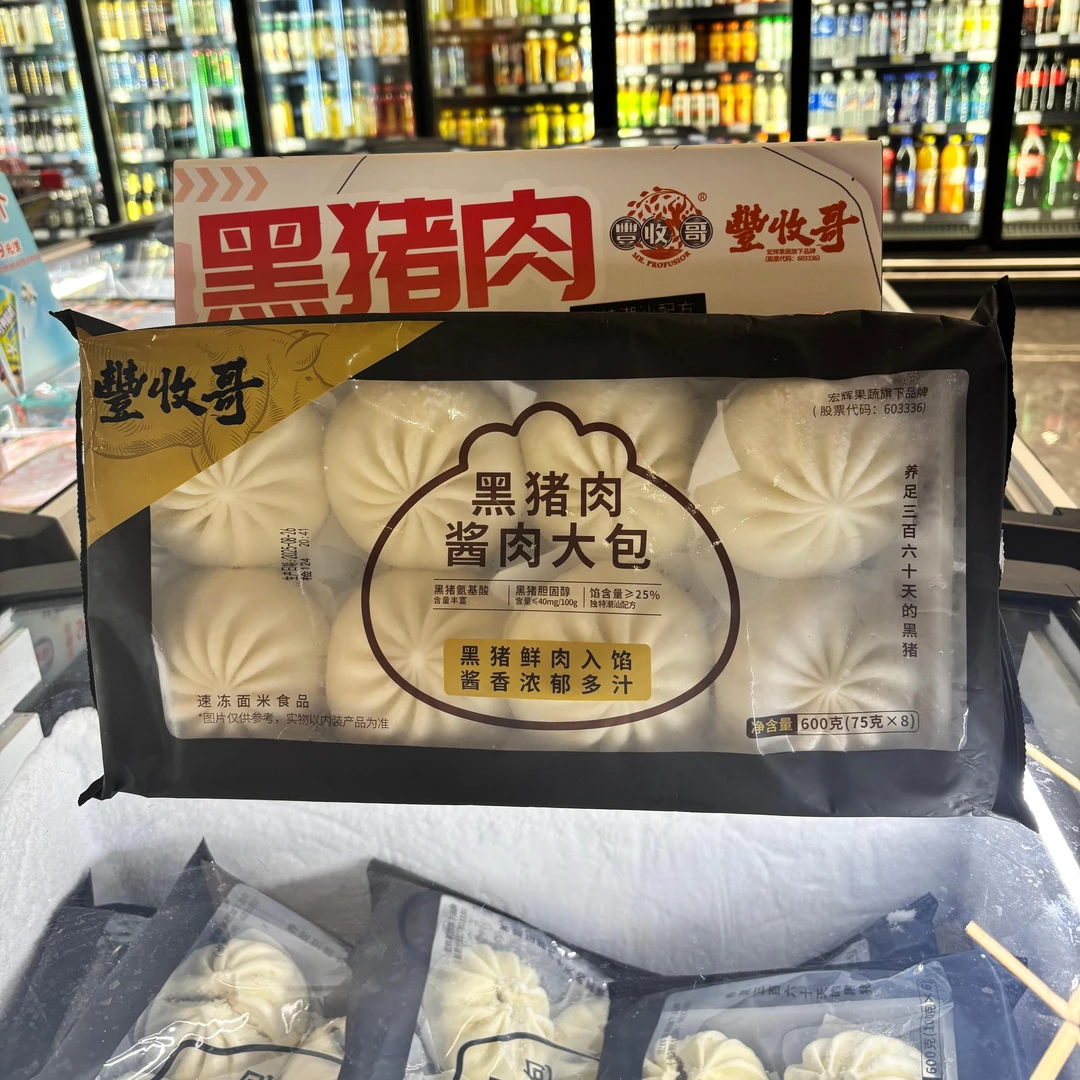 黑猪肉
豐收哥
MR. PROFUSION
豐收哥
宏辉果蔬旗下品牌
(股票代码：603336)
豐收哥
宏辉果蔬旗下品牌
(股票代码：603336)
养足三百六十天的黑猪
黑猪肉
酱肉大包
黑猪氨基酸
含量丰富
黑猪胆固醇
含量≤40mg/100g
馅含量≥25%
独特潮汕配方
黑猪鲜肉入馅
酱香浓郁多汁
20:41
速冻面米食品
*图片仅供参考，实物以内装产品为准
净含量 600克(75克×8)
包